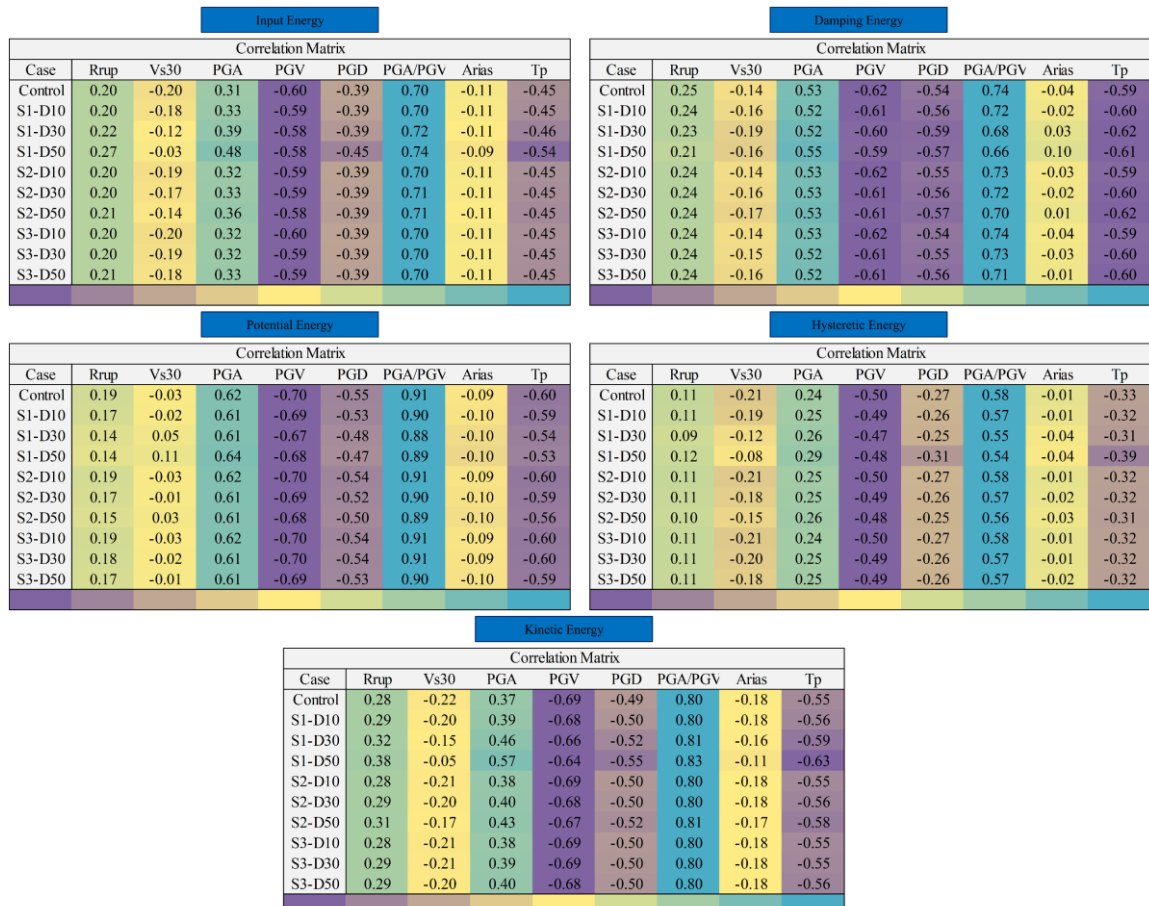 Input Energy
Correlation Matrix
Case Rrup Vs30 PGA PGV PGD PGA/PGV Arias Tp
Control 0.20 -0.20 0.31 -0.60 -0.39 0.70 -0.11 -0.45
S1-D10 0.20 -0.18 0.33 -0.59 -0.39 0.70 -0.11 -0.45
S1-D30 0.22 -0.12 0.39 -0.58 -0.39 0.72 -0.11 -0.46
S1-D50 0.27 -0.03 0.48 -0.58 -0.45 0.74 -0.09 -0.54
S2-D10 0.20 -0.19 0.32 -0.59 -0.39 0.70 -0.11 -0.45
S2-D30 0.20 -0.17 0.33 -0.59 -0.39 0.71 -0.11 -0.45
S2-D50 0.21 -0.14 0.36 -0.58 -0.39 0.71 -0.11 -0.45
S3-D10 0.20 -0.20 0.32 -0.60 -0.39 0.70 -0.11 -0.45
S3-D30 0.20 -0.19 0.32 -0.59 -0.39 0.70 -0.11 -0.45
S3-D50 0.21 -0.18 0.33 -0.59 -0.39 0.70 -0.11 -0.45
Damping Energy
Correlation Matrix
Case Rrup Vs30 PGA PGV PGD PGA/PGV Arias Tp
Control 0.25 -0.14 0.53 -0.62 -0.54 0.74 -0.04 -0.59
S1-D10 0.24 -0.16 0.52 -0.61 -0.56 0.72 -0.02 -0.60
S1-D30 0.23 -0.19 0.52 -0.60 -0.59 0.68 0.03 -0.62
S1-D50 0.21 -0.16 0.55 -0.59 -0.57 0.66 0.10 -0.61
S2-D10 0.24 -0.14 0.53 -0.62 -0.55 0.73 -0.03 -0.59
S2-D30 0.24 -0.16 0.53 -0.61 -0.56 0.72 -0.02 -0.60
S2-D50 0.24 -0.17 0.53 -0.61 -0.57 0.70 0.01 -0.62
S3-D10 0.24 -0.14 0.53 -0.62 -0.54 0.74 -0.04 -0.59
S3-D30 0.24 -0.15 0.52 -0.61 -0.55 0.73 -0.03 -0.60
S3-D50 0.24 -0.16 0.52 -0.61 -0.56 0.71 -0.01 -0.60
Potential Energy
Correlation Matrix
Case Rrup Vs30 PGA PGV PGD PGA/PGV Arias Tp
Control 0.19 -0.03 0.62 -0.70 -0.55 0.91 -0.09 -0.60
S1-D10 0.17 -0.02 0.61 -0.69 -0.53 0.90 -0.10 -0.59
S1-D30 0.14 0.05 0.61 -0.67 -0.48 0.88 -0.10 -0.54
S1-D50 0.14 0.11 0.64 -0.68 -0.47 0.89 -0.10 -0.53
S2-D10 0.19 -0.03 0.62 -0.70 -0.54 0.91 -0.09 -0.60
S2-D30 0.17 -0.01 0.61 -0.69 -0.52 0.90 -0.10 -0.59
S2-D50 0.15 0.03 0.61 -0.68 -0.50 0.89 -0.10 -0.56
S3-D10 0.19 -0.03 0.62 -0.70 -0.54 0.91 -0.09 -0.60
S3-D30 0.18 -0.02 0.61 -0.70 -0.54 0.91 -0.09 -0.60
S3-D50 0.17 -0.01 0.61 -0.69 -0.53 0.90 -0.10 -0.59
Hysteretic Energy
Correlation Matrix
Case Rrup Vs30 PGA PGV PGD PGA/PGV Arias Tp
Control 0.11 -0.21 0.24 -0.50 -0.27 0.58 -0.01 -0.33
S1-D10 0.11 -0.19 0.25 -0.49 -0.26 0.57 -0.01 -0.32
S1-D30 0.09 -0.12 0.26 -0.47 -0.25 0.55 -0.04 -0.31
S1-D50 0.12 -0.08 0.29 -0.48 -0.31 0.54 -0.04 -0.39
S2-D10 0.11 -0.21 0.25 -0.50 -0.27 0.58 -0.01 -0.32
S2-D30 0.11 -0.18 0.25 -0.49 -0.26 0.57 -0.02 -0.32
S2-D50 0.10 -0.15 0.26 -0.48 -0.25 0.56 -0.03 -0.31
S3-D10 0.11 -0.21 0.24 -0.50 -0.27 0.58 -0.01 -0.32
S3-D30 0.11 -0.20 0.25 -0.49 -0.26 0.57 -0.01 -0.32
S3-D50 0.11 -0.18 0.25 -0.49 -0.26 0.57 -0.02 -0.32
Kinetic Energy
Correlation Matrix
Case Rrup Vs30 PGA PGV PGD PGA/PGV Arias Tp
Control 0.28 -0.22 0.37 -0.69 -0.49 0.80 -0.18 -0.55
S1-D10 0.29 -0.20 0.39 -0.68 -0.50 0.80 -0.18 -0.56
S1-D30 0.32 -0.15 0.46 -0.66 -0.52 0.81 -0.16 -0.59
S1-D50 0.38 -0.05 0.57 -0.64 -0.55 0.83 -0.11 -0.63
S2-D10 0.28 -0.21 0.38 -0.69 -0.50 0.80 -0.18 -0.55
S2-D30 0.29 -0.20 0.40 -0.68 -0.50 0.80 -0.18 -0.56
S2-D50 0.31 -0.17 0.43 -0.67 -0.52 0.81 -0.17 -0.58
S3-D10 0.28 -0.21 0.38 -0.69 -0.50 0.80 -0.18 -0.55
S3-D30 0.29 -0.21 0.39 -0.69 -0.50 0.80 -0.18 -0.55
S3-D50 0.29 -0.20 0.40 -0.68 -0.50 0.80 -0.18 -0.56